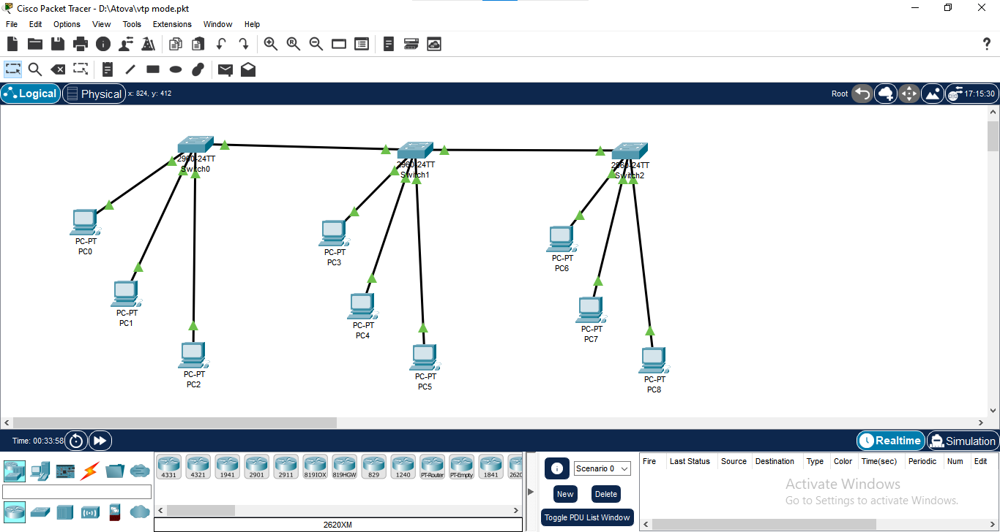 Cisco Packet Tracer - D:\Atova\vtp mode.pkt
File Edit Options View Tools Extensions Window Help
Logical Physical x: 824, y: 412 Root 17:15:30
2960-24TT
Switch0
2960-24TT
Switch1
2960-24TT
Switch2
PC-PT
PC0
PC-PT
PC1
PC-PT
PC2
PC-PT
PC3
PC-PT
PC4
PC-PT
PC5
PC-PT
PC6
PC-PT
PC7
PC-PT
PC8
Time: 00:33:58 Realtime Simulation
4331 4321 1941 2901 2911 819IOX 819HGW 829 1240 PT-Router PT-Empty 1841 2620
2620XM
Scenario 0
New Delete
Toggle PDU List Window
Fire Last Status Source Destination Type Color Time(sec) Periodic Num Edit
Activate Windows
Go to Settings to activate Windows.